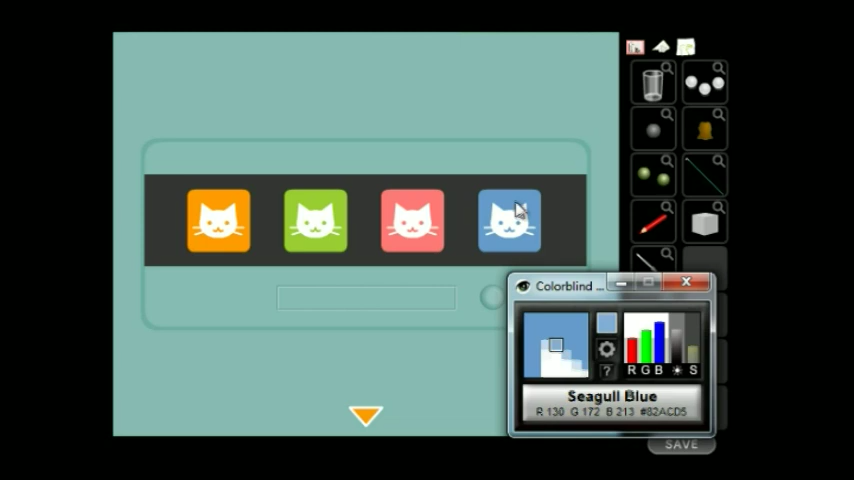 Colorblind ...
R G B S
?
Seagull Blue
R 130 G 172 B 213 #82ACD5
SAVE